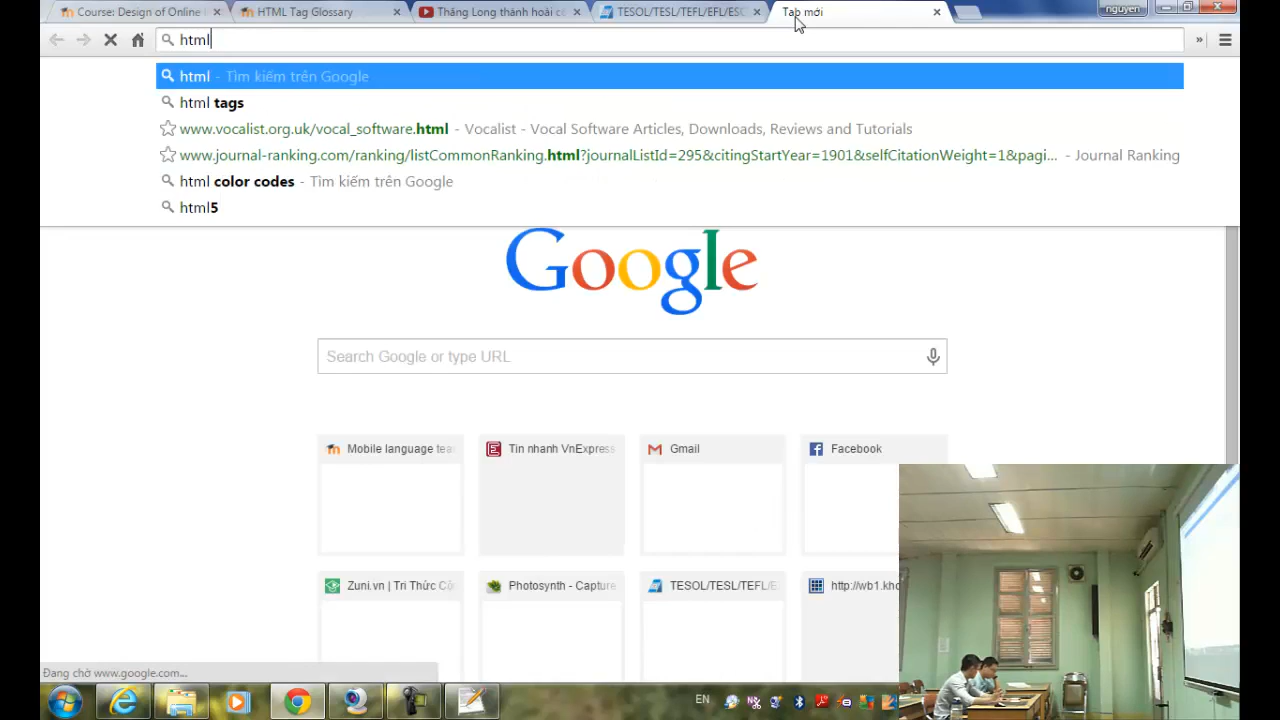 Course: Design of Online
HTML Tag Glossary
Thăng Long thành hoài cổ
TESOL/TESL/TEFL/EFL/ESC
Tab mới
nguyen
html
html - Tìm kiếm trên Google
html tags
www.vocalist.org.uk/vocal_software.html - Vocalist - Vocal Software Articles, Downloads, Reviews and Tutorials
www.journal-ranking.com/ranking/listCommonRanking.html?journalListId=295&citingStartYear=1901&selfCitationWeight=1&pagi... - Journal Ranking
html color codes - Tìm kiếm trên Google
html5
Google
Search Google or type URL
Mobile language tea
Tin nhanh VnExpress
Gmail
Facebook
Zuni.vn | Tri Thức Cộ
Photosynth - Capture
TESOL/TESL/TEFL/E
http://wb1.kho
Đang chờ www.google.com...
EN